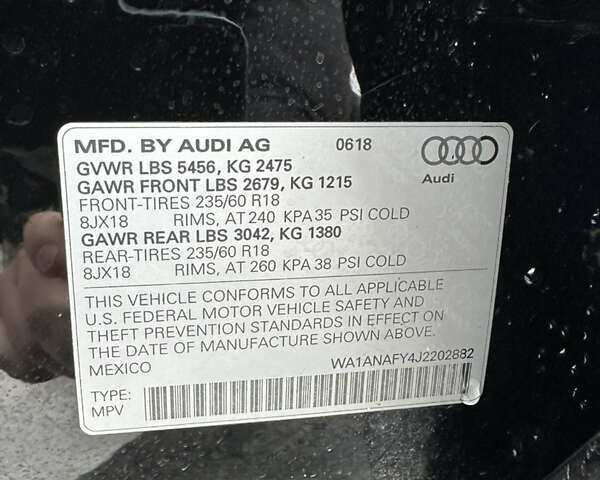 MFD. BY AUDI AG 0618
GVWR LBS 5456, KG 2475
GAWR FRONT LBS 2679, KG 1215
Audi
FRONT-TIRES 235/60 R18
8JX18 RIMS, AT 240 KPA 35 PSI COLD
GAWR REAR LBS 3042, KG 1380
REAR-TIRES 235/60 R18
8JX18 RIMS, AT 260 KPA 38 PSI COLD
THIS VEHICLE CONFORMS TO ALL APPLICABLE
U.S. FEDERAL MOTOR VEHICLE SAFETY AND
THEFT PREVENTION STANDARDS IN EFFECT ON
THE DATE OF MANUFACTURE SHOWN ABOVE.
MEXICO WA1ANAFY4J2202882
TYPE:
MPV